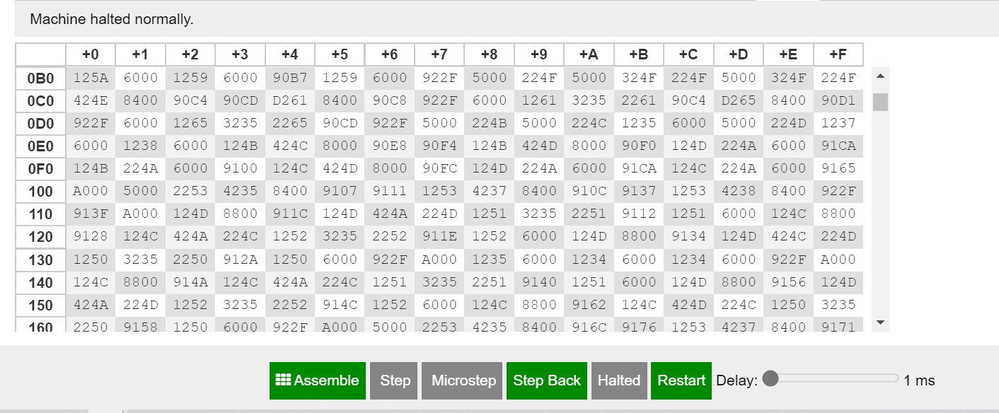 Machine halted normally.
+0 +1 +2 +3 +4 +5 +6 +7 +8 +9 +A +B +C +D +E +F
0B0 125A 6000 1259 6000 90B7 1259 6000 922F 5000 224F 5000 324F 224F 5000 324F 224F
0C0 424E 8400 90C4 90CD D261 8400 90C8 922F 6000 1261 3235 2261 90C4 D265 8400 90D1
0D0 922F 6000 1265 3235 2265 90CD 922F 5000 224B 5000 224C 1235 6000 5000 224D 1237
0E0 6000 1238 6000 124B 424C 8000 90E8 90F4 124B 424D 8000 90F0 124D 224A 6000 91CA
0F0 124B 224A 6000 9100 124C 424D 8000 90FC 124D 224A 6000 91CA 124C 224A 6000 9165
100 A000 5000 2253 4235 8400 9107 9111 1253 4237 8400 910C 9137 1253 4238 8400 922F
110 913F A000 124D 8800 911C 124D 424A 224D 1251 3235 2251 9112 1251 6000 124C 8800
120 9128 124C 424A 224C 1252 3235 2252 911E 1252 6000 124D 8800 9134 124D 424C 224D
130 1250 3235 2250 912A 1250 6000 922F A000 1235 6000 1234 6000 1234 6000 922F A000
140 124C 8800 914A 124C 424A 224C 1251 3235 2251 9140 1251 6000 124D 8800 9156 124D
150 424A 224D 1252 3235 2252 914C 1252 6000 124C 8800 9162 124C 424D 224C 1250 3235
160 2250 9158 1250 6000 922F A000 5000 2253 4235 8400 916C 9176 1253 4237 8400 9171
Assemble Step Microstep Step Back Halted Restart Delay: 1 ms